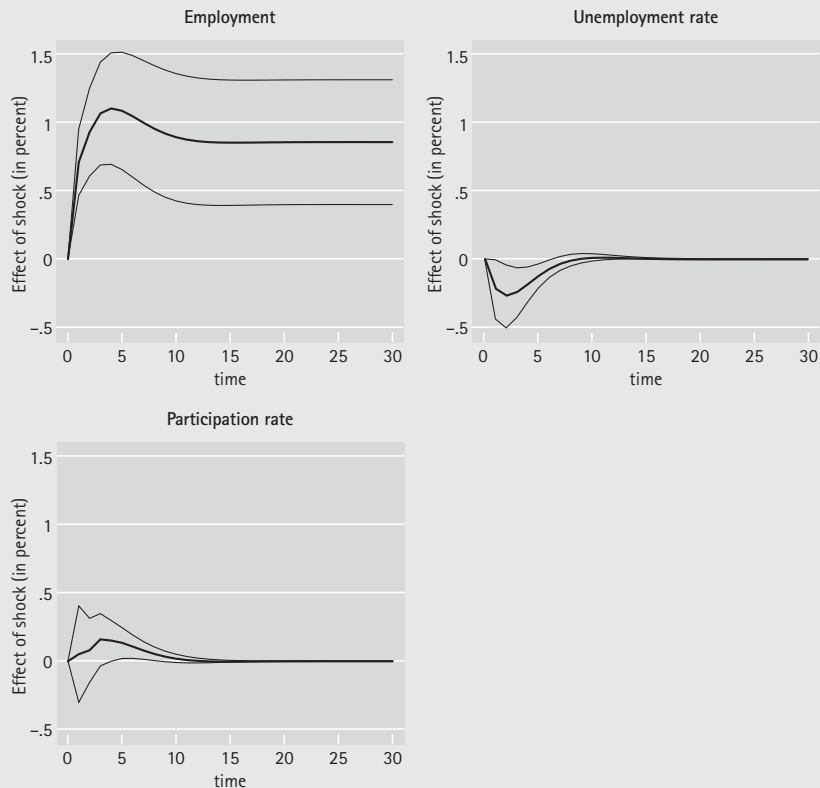 Employment
Effect of shock (in percent)
1.5
1
.5
0
–.5
0 5 10 15 20 25 30
time
Unemployment rate
Effect of shock (in percent)
1.5
1
.5
0
–.5
0 5 10 15 20 25 30
time
Participation rate
Effect of shock (in percent)
1.5
1
.5
0
–.5
0 5 10 15 20 25 30
time